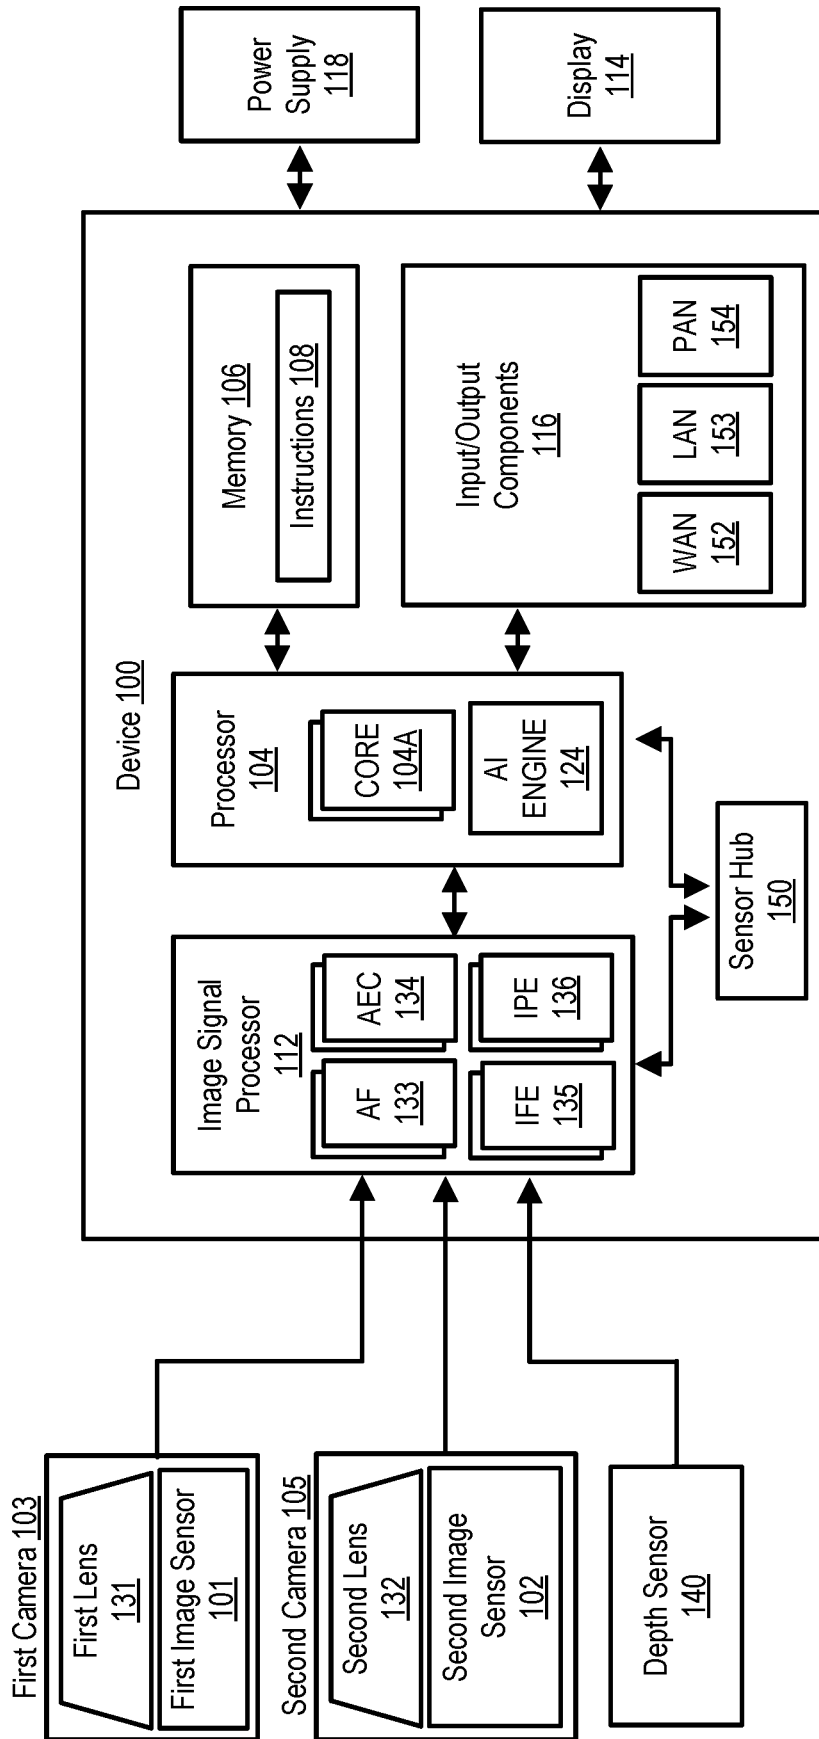 First Camera 103
First Lens
131
First Image Sensor
101
Second Camera 105
Second Lens
132
Second Image
Sensor
102
Depth Sensor
140
Device 100
Image Signal
Processor
112
AF
133
AEC
134
IFE
135
IPE
136
Processor
104
CORE
104A
AI
ENGINE
124
Sensor Hub
150
Memory 106
Instructions 108
Input/Output
Components
116
WAN
152
LAN
153
PAN
154
Power
Supply
118
Display
114